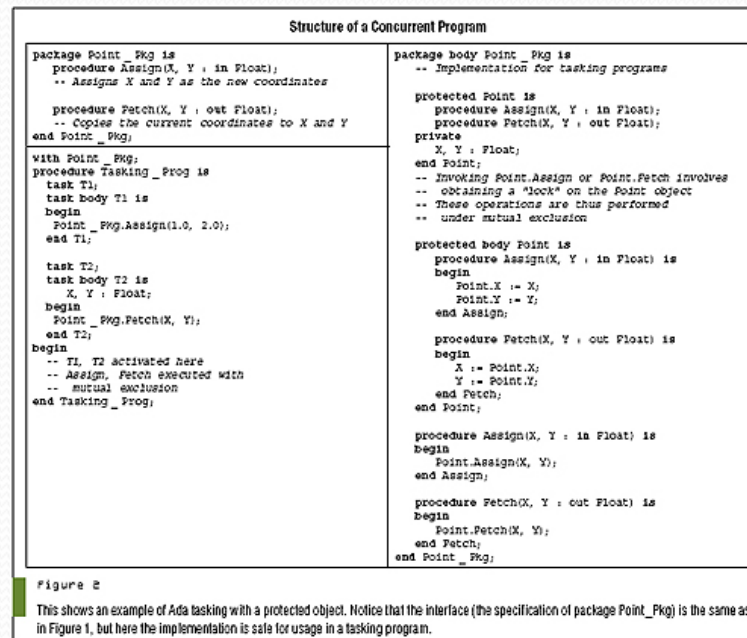 Structure of a Concurrent Program
package Point _ Pkg is
procedure Assign(X, Y : in Float);
-- Assigns X and Y as the new coordinates
procedure Fetch(X, Y : out Float);
-- Copies the current coordinates to X and Y
end Point _ Pkg;
with Point _ Pkg;
procedure Tasking _ Prog is
task T1;
task body T1 is
begin
Point _ Pkg.Assign(1.0, 2.0);
end T1;
task T2;
task body T2 is
X, Y : Float;
begin
Point _ Pkg.Fetch(X, Y);
end T2;
begin
-- T1, T2 activated here
-- Assign, Fetch executed with
-- mutual exclusion
end Tasking _ Prog;
package body Point _ Pkg is
-- Implementation for tasking programs
protected Point is
procedure Assign(X, Y : in Float);
procedure Fetch(X, Y : out Float);
private
X, Y : Float;
end Point;
-- Invoking Point.Assign or Point.Fetch involves
-- obtaining a "lock" on the Point object
-- These operations are thus performed
-- under mutual exclusion
protected body Point is
procedure Assign(X, Y : in Float) is
begin
Point.X := X;
Point.Y := Y;
end Assign;
procedure Fetch(X, Y : out Float) is
begin
X := Point.X;
Y := Point.Y;
end Fetch;
end Point;
procedure Assign(X, Y : in Float) is
begin
Point.Assign(X, Y);
end Assign;
procedure Fetch(X, Y : out Float) is
begin
Point.Fetch(X, Y);
end Fetch;
end Point _ Pkg;
Figure 2
This shows an example of Ada tasking with a protected object. Notice that the interface (the specification of package Point_Pkg) is the same as
in Figure 1, but here the implementation is safe for usage in a tasking program.